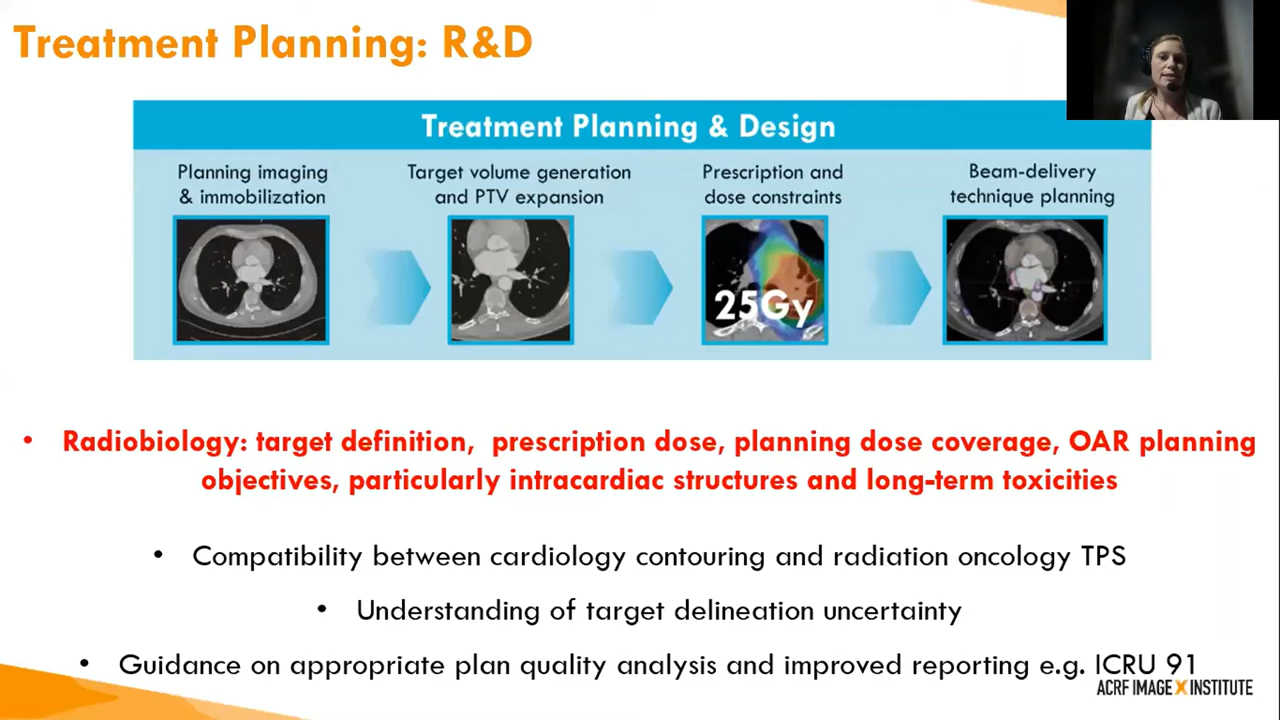 Treatment Planning: R&D
Treatment Planning & Design
Planning imaging
& immobilization
Target volume generation
and PTV expansion
Prescription and
dose constraints
Beam-delivery
technique planning
25Gy
• Radiobiology: target definition, prescription dose, planning dose coverage, OAR planning
objectives, particularly intracardiac structures and long-term toxicities
• Compatibility between cardiology contouring and radiation oncology TPS
• Understanding of target delineation uncertainty
• Guidance on appropriate plan quality analysis and improved reporting e.g. ICRU 91
ACRF IMAGE X INSTITUTE